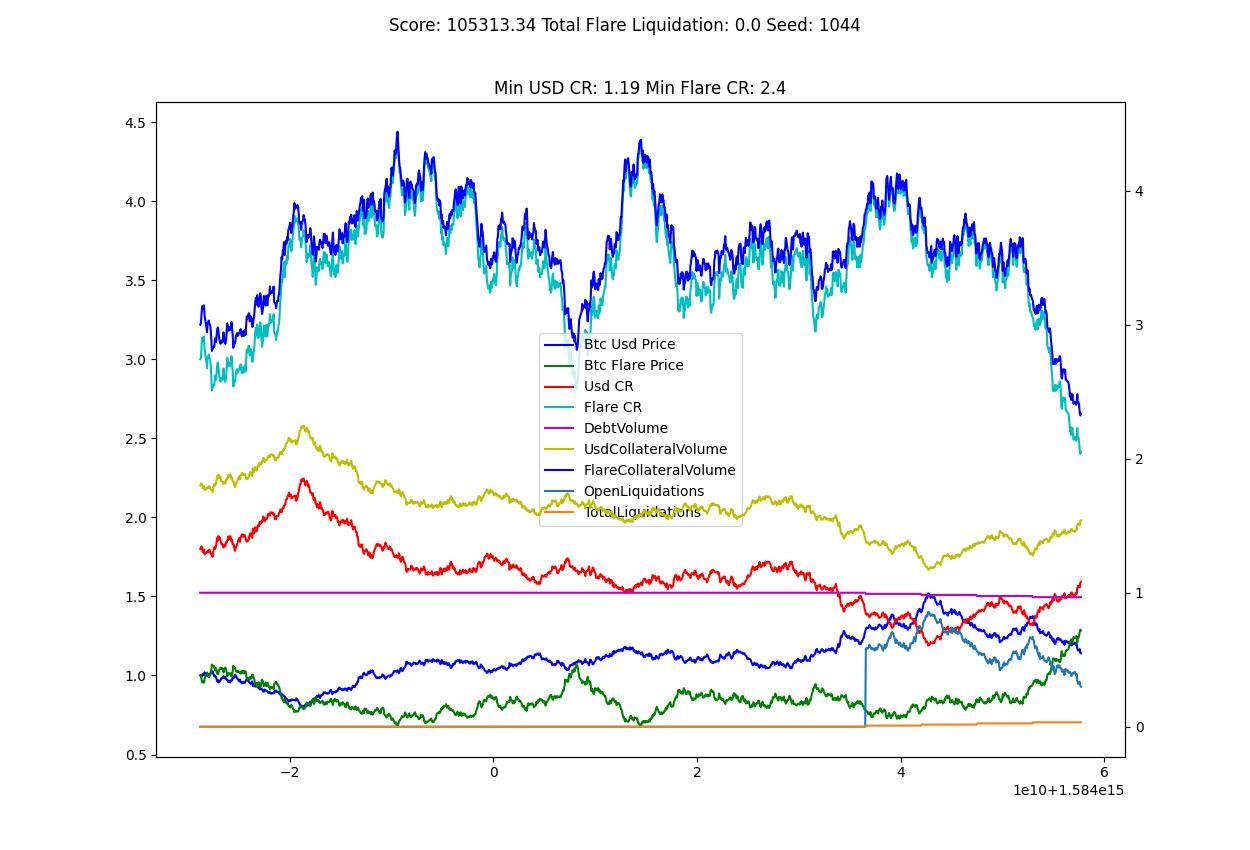 Score: 105313.34 Total Flare Liquidation: 0.0 Seed: 1044
Min USD CR: 1.19 Min Flare CR: 2.4
4.5
4.0
3.5
3.0
2.5
2.0
1.5
1.0
0.5
4
3
2
1
0
Btc Usd Price
Btc Flare Price
Usd CR
Flare CR
DebtVolume
UsdCollateralVolume
FlareCollateralVolume
OpenLiquidations
TotalLiquidations
−2
0
2
4
6
1e10+1.584e15